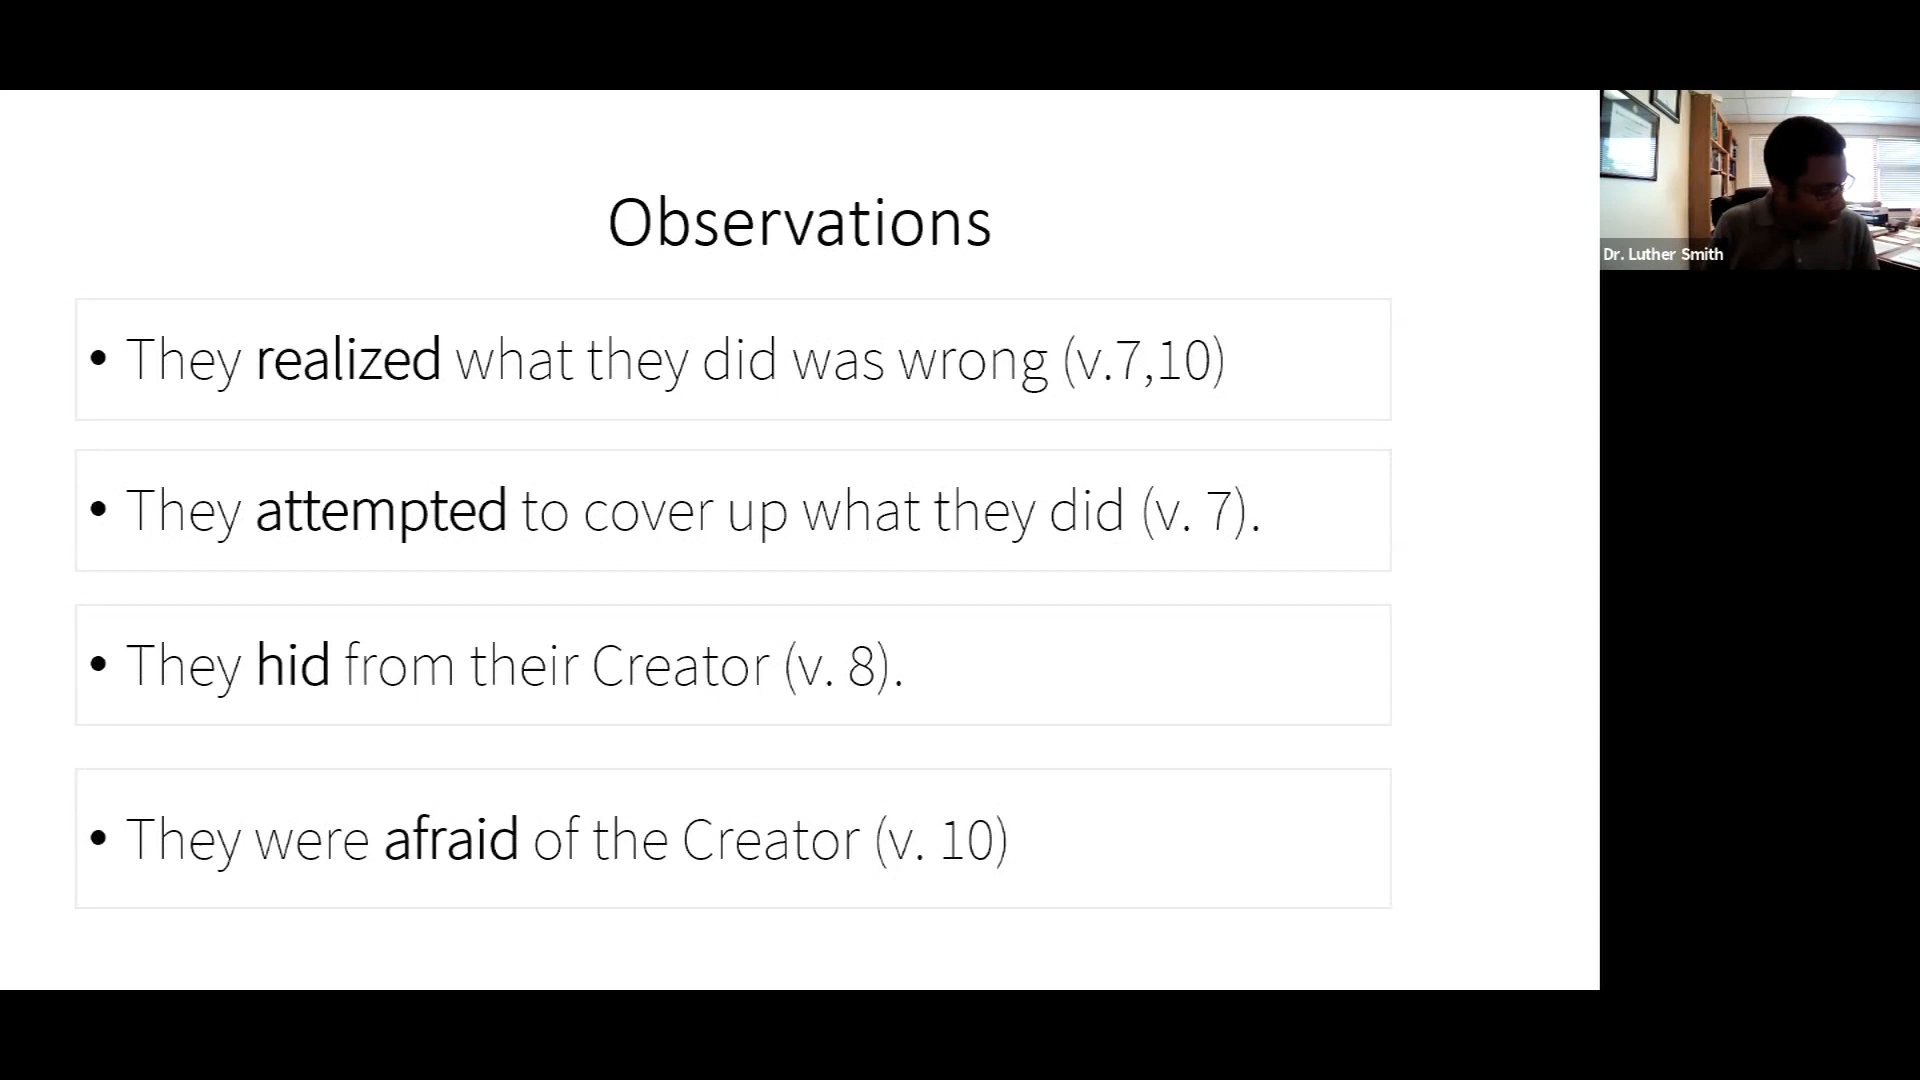 Observations
• They realized what they did was wrong (v.7,10)
• They attempted to cover up what they did (v. 7).
• They hid from their Creator (v. 8).
• They were afraid of the Creator (v. 10)
Dr. Luther Smith